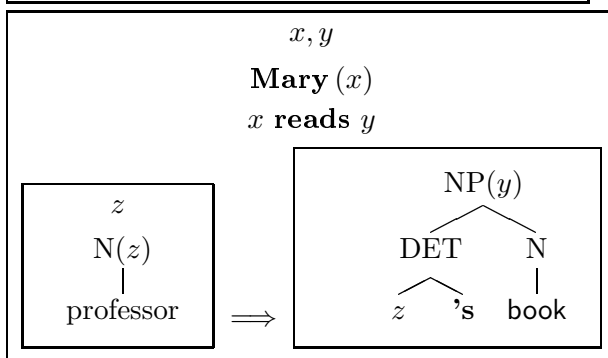 x, y
Mary (x)
x reads y
z
N(z)
professor
⟹
NP(y)
DET N
z 's book